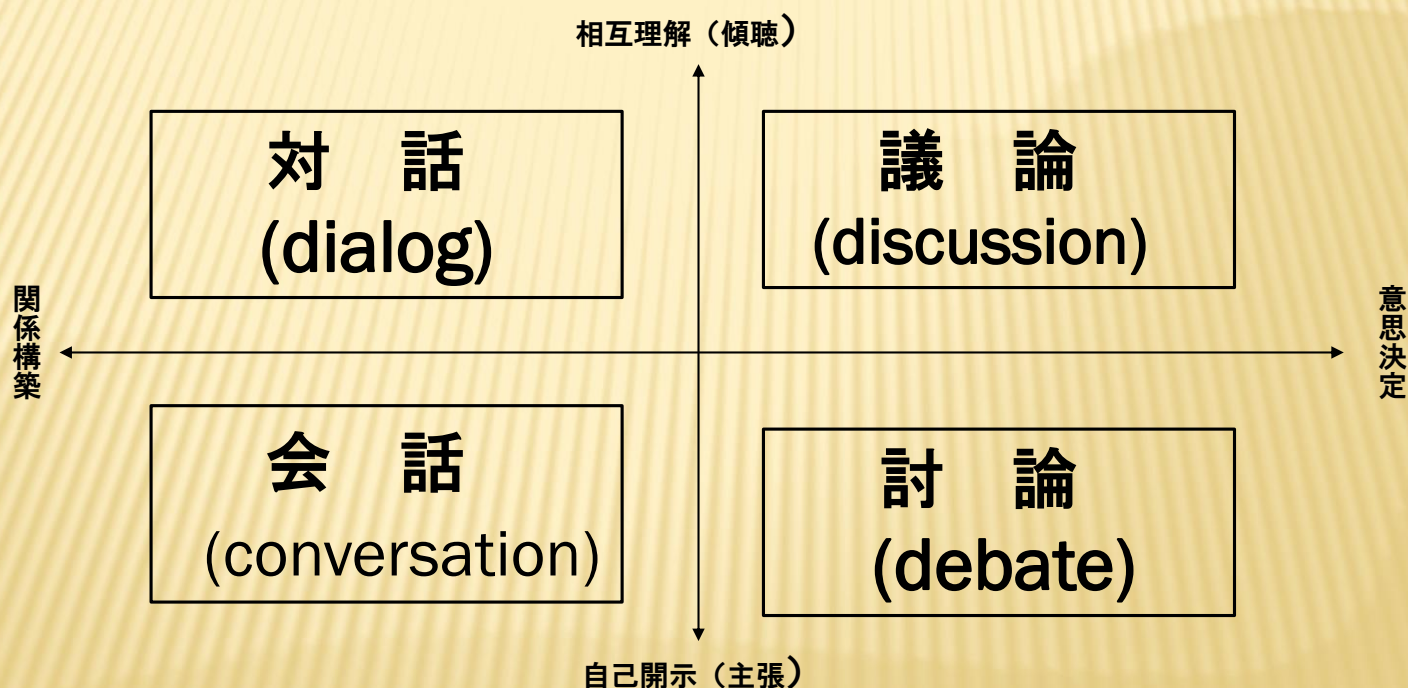 相互理解（傾聴）
対　話
(dialog)
議　論
(discussion)
関係構築
意思決定
会　話
(conversation)
討　論
(debate)
自己開示（主張）